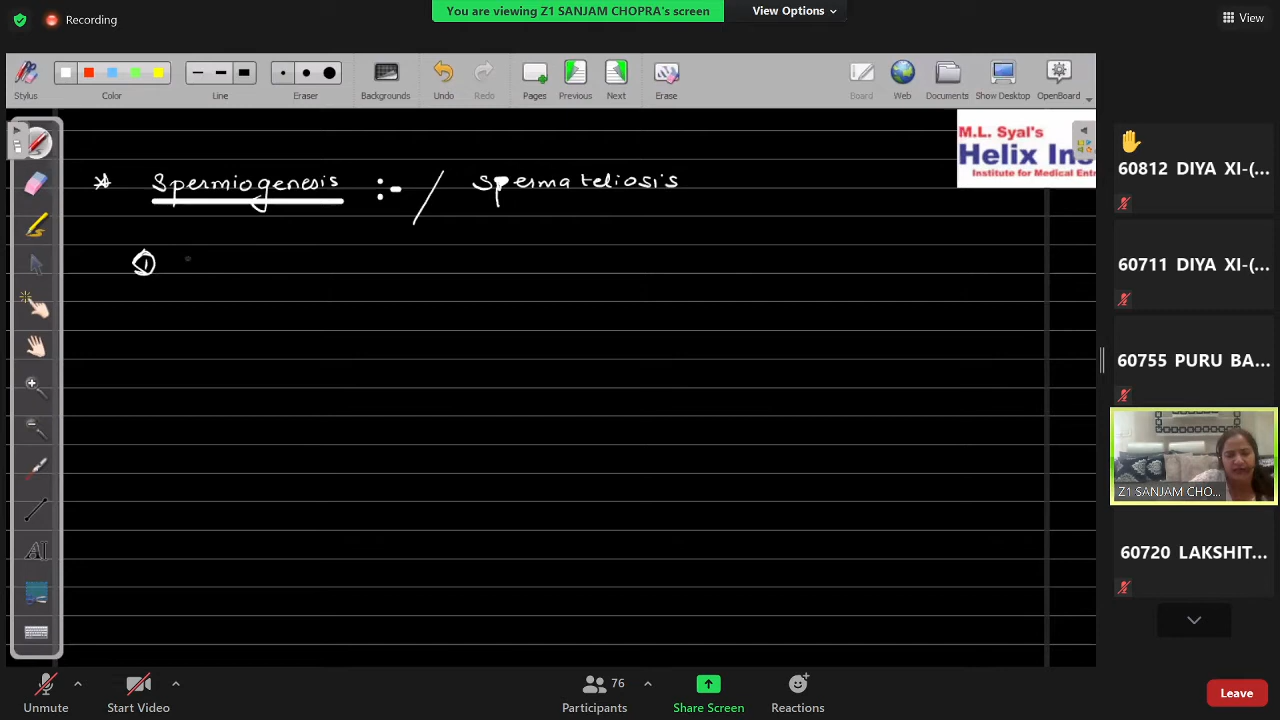 Recording
You are viewing Z1 SANJAM CHOPRA's screen
View Options
View
Stylus
Color
Line
Eraser
Backgrounds
Undo
Redo
Pages
Previous
Next
Erase
Board
Web
Documents
Show Desktop
OpenBoard
M.L. Syal's
Helix Ins
Institute for Medical Entr
* Spermiogenesis :- / Spermateliosis
①
60812 DIYA XI-(...
60711 DIYA XI-(...
60755 PURU BA...
Z1 SANJAM CHO...
60720 LAKSHIT...
Unmute
Start Video
76
Participants
Share Screen
Reactions
Leave